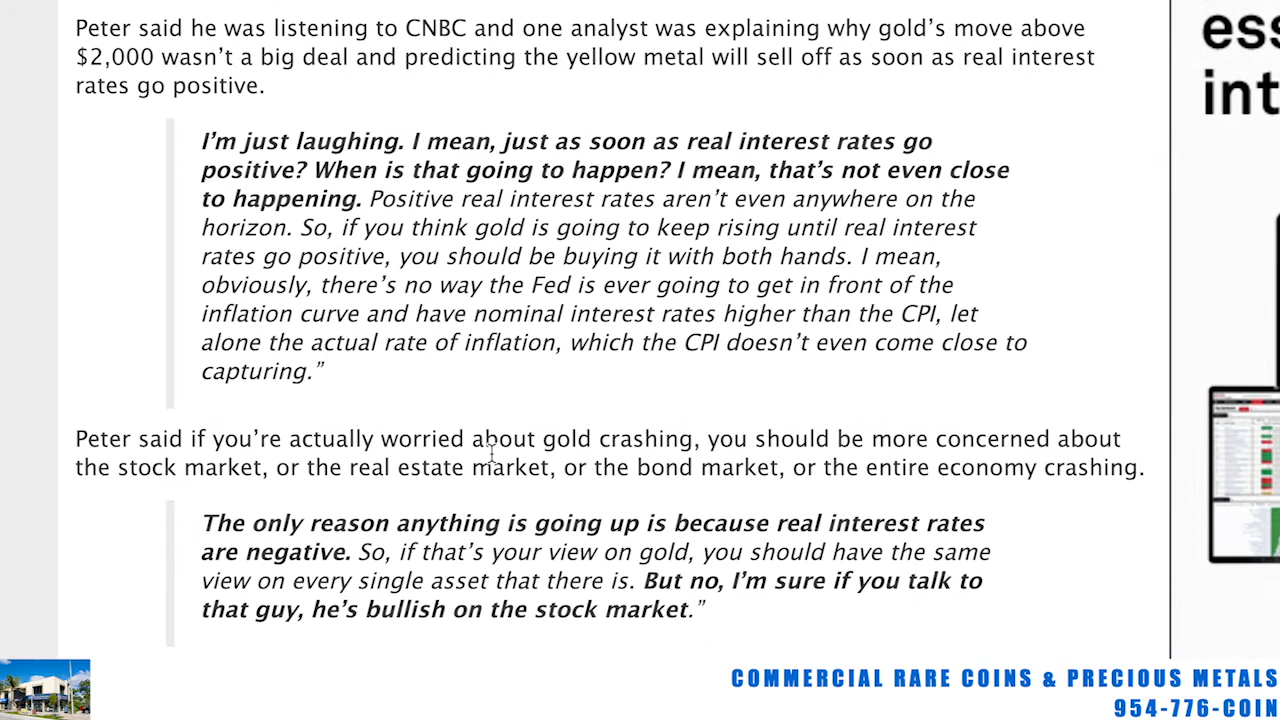 Peter said he was listening to CNBC and one analyst was explaining why gold’s move above
$2,000 wasn’t a big deal and predicting the yellow metal will sell off as soon as real interest
rates go positive.
I’m just laughing. I mean, just as soon as real interest rates go
positive? When is that going to happen? I mean, that’s not even close
to happening. Positive real interest rates aren’t even anywhere on the
horizon. So, if you think gold is going to keep rising until real interest
rates go positive, you should be buying it with both hands. I mean,
obviously, there’s no way the Fed is ever going to get in front of the
inflation curve and have nominal interest rates higher than the CPI, let
alone the actual rate of inflation, which the CPI doesn’t even come close to
capturing.”
Peter said if you’re actually worried about gold crashing, you should be more concerned about
the stock market, or the real estate market, or the bond market, or the entire economy crashing.
The only reason anything is going up is because real interest rates
are negative. So, if that’s your view on gold, you should have the same
view on every single asset that there is. But no, I’m sure if you talk to
that guy, he’s bullish on the stock market.”
ess
int
COMMERCIAL RARE COINS & PRECIOUS METALS
954-776-COIN